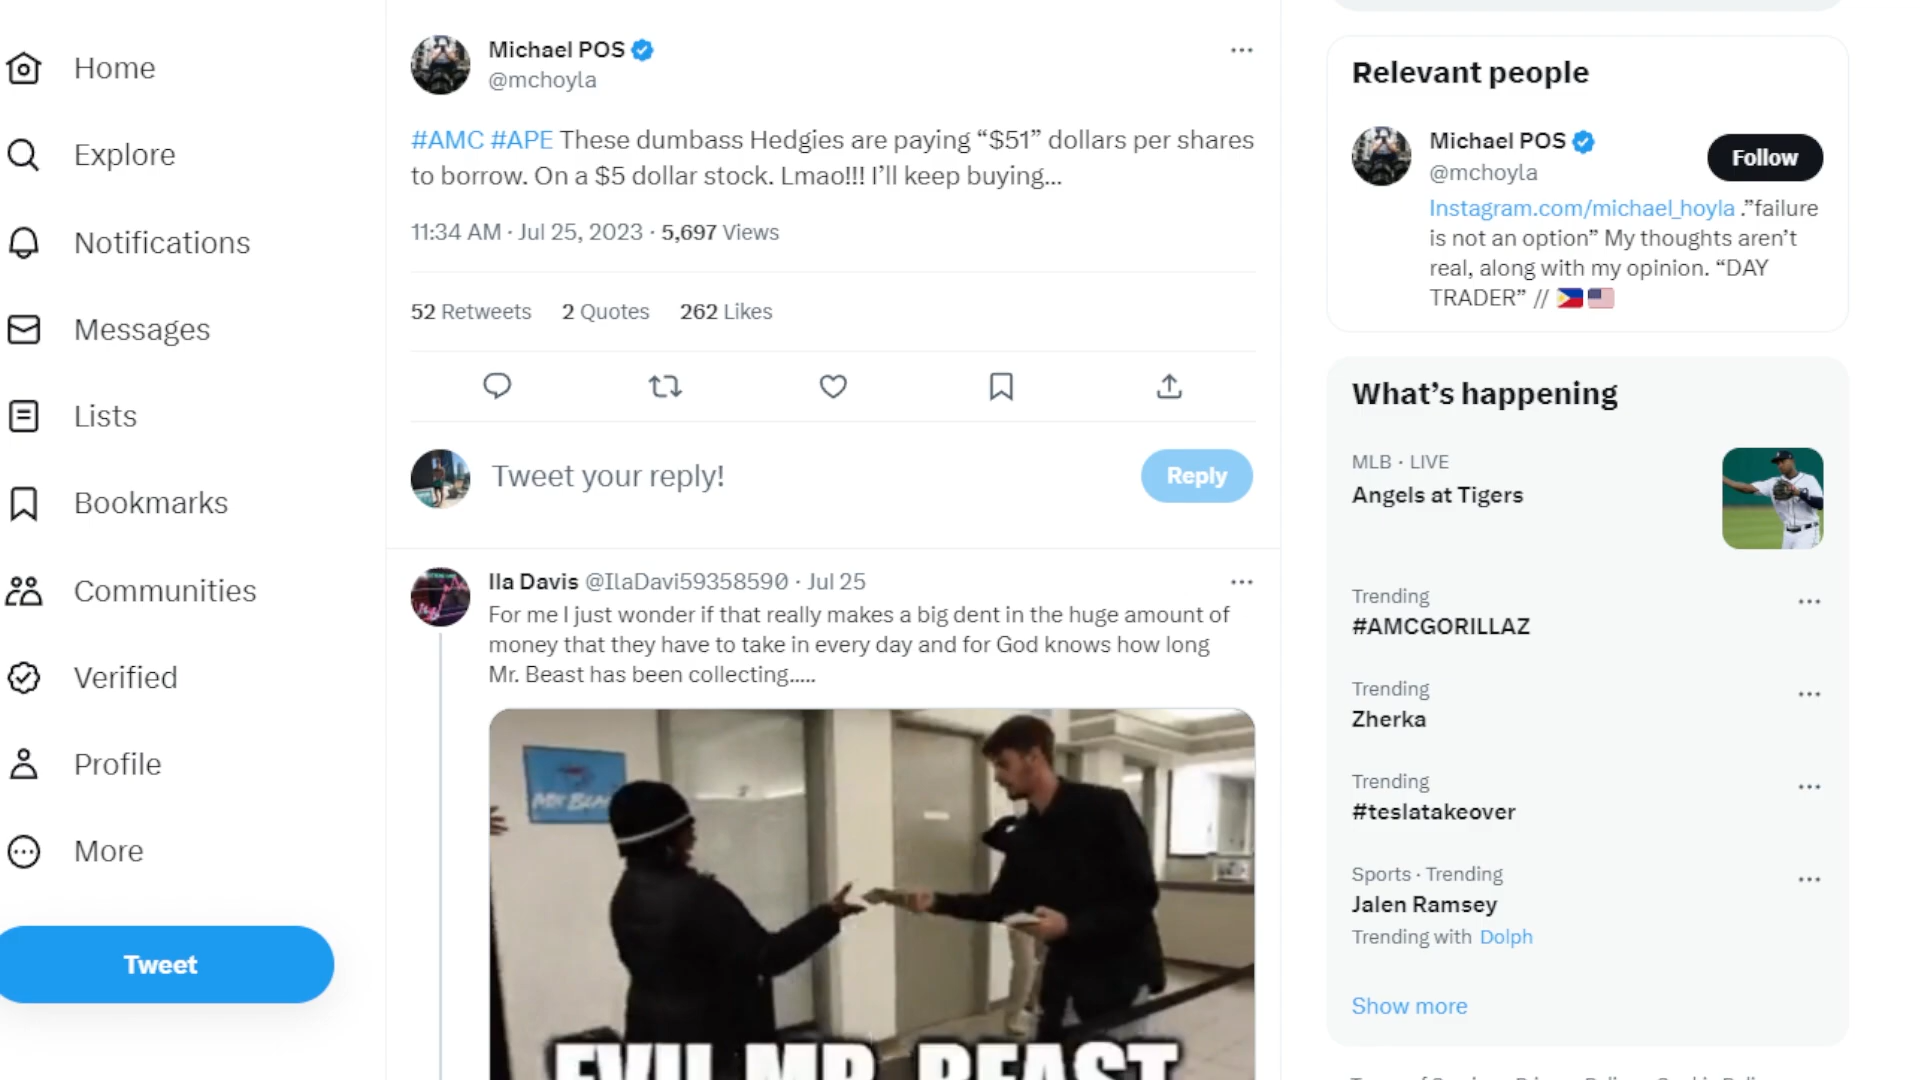 Home
Explore
Notifications
Messages
Lists
Bookmarks
Communities
Verified
Profile
More
Tweet
Michael POS
@mchoyla
#AMC #APE These dumbass Hedgies are paying “$51” dollars per shares
to borrow. On a $5 dollar stock. Lmao!!! I’ll keep buying...
11:34 AM · Jul 25, 2023 · 5,697 Views
52 Retweets 2 Quotes 262 Likes
Tweet your reply!
Reply
Ila Davis @IlaDavi59358590 · Jul 25
For me I just wonder if that really makes a big dent in the huge amount of
money that they have to take in every day and for God knows how long
Mr. Beast has been collecting.....
EVIL MR. BEAST
Relevant people
Michael POS
@mchoyla
Follow
Instagram.com/michael_hoyla .”failure
is not an option” My thoughts aren’t
real, along with my opinion. “DAY
TRADER” //
What’s happening
MLB · LIVE
Angels at Tigers
Trending
#AMCGORILLAZ
Trending
Zherka
Trending
#teslatakeover
Sports · Trending
Jalen Ramsey
Trending with Dolph
Show more